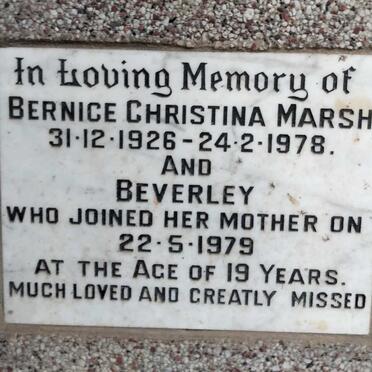 In Loving Memory of
BERNICE CHRISTINA MARSH
31·12·1926 - 24·2·1978.
AND
BEVERLEY
WHO JOINED HER MOTHER ON
22·5·1979
AT THE AGE OF 19 YEARS.
MUCH LOVED AND GREATLY MISSED